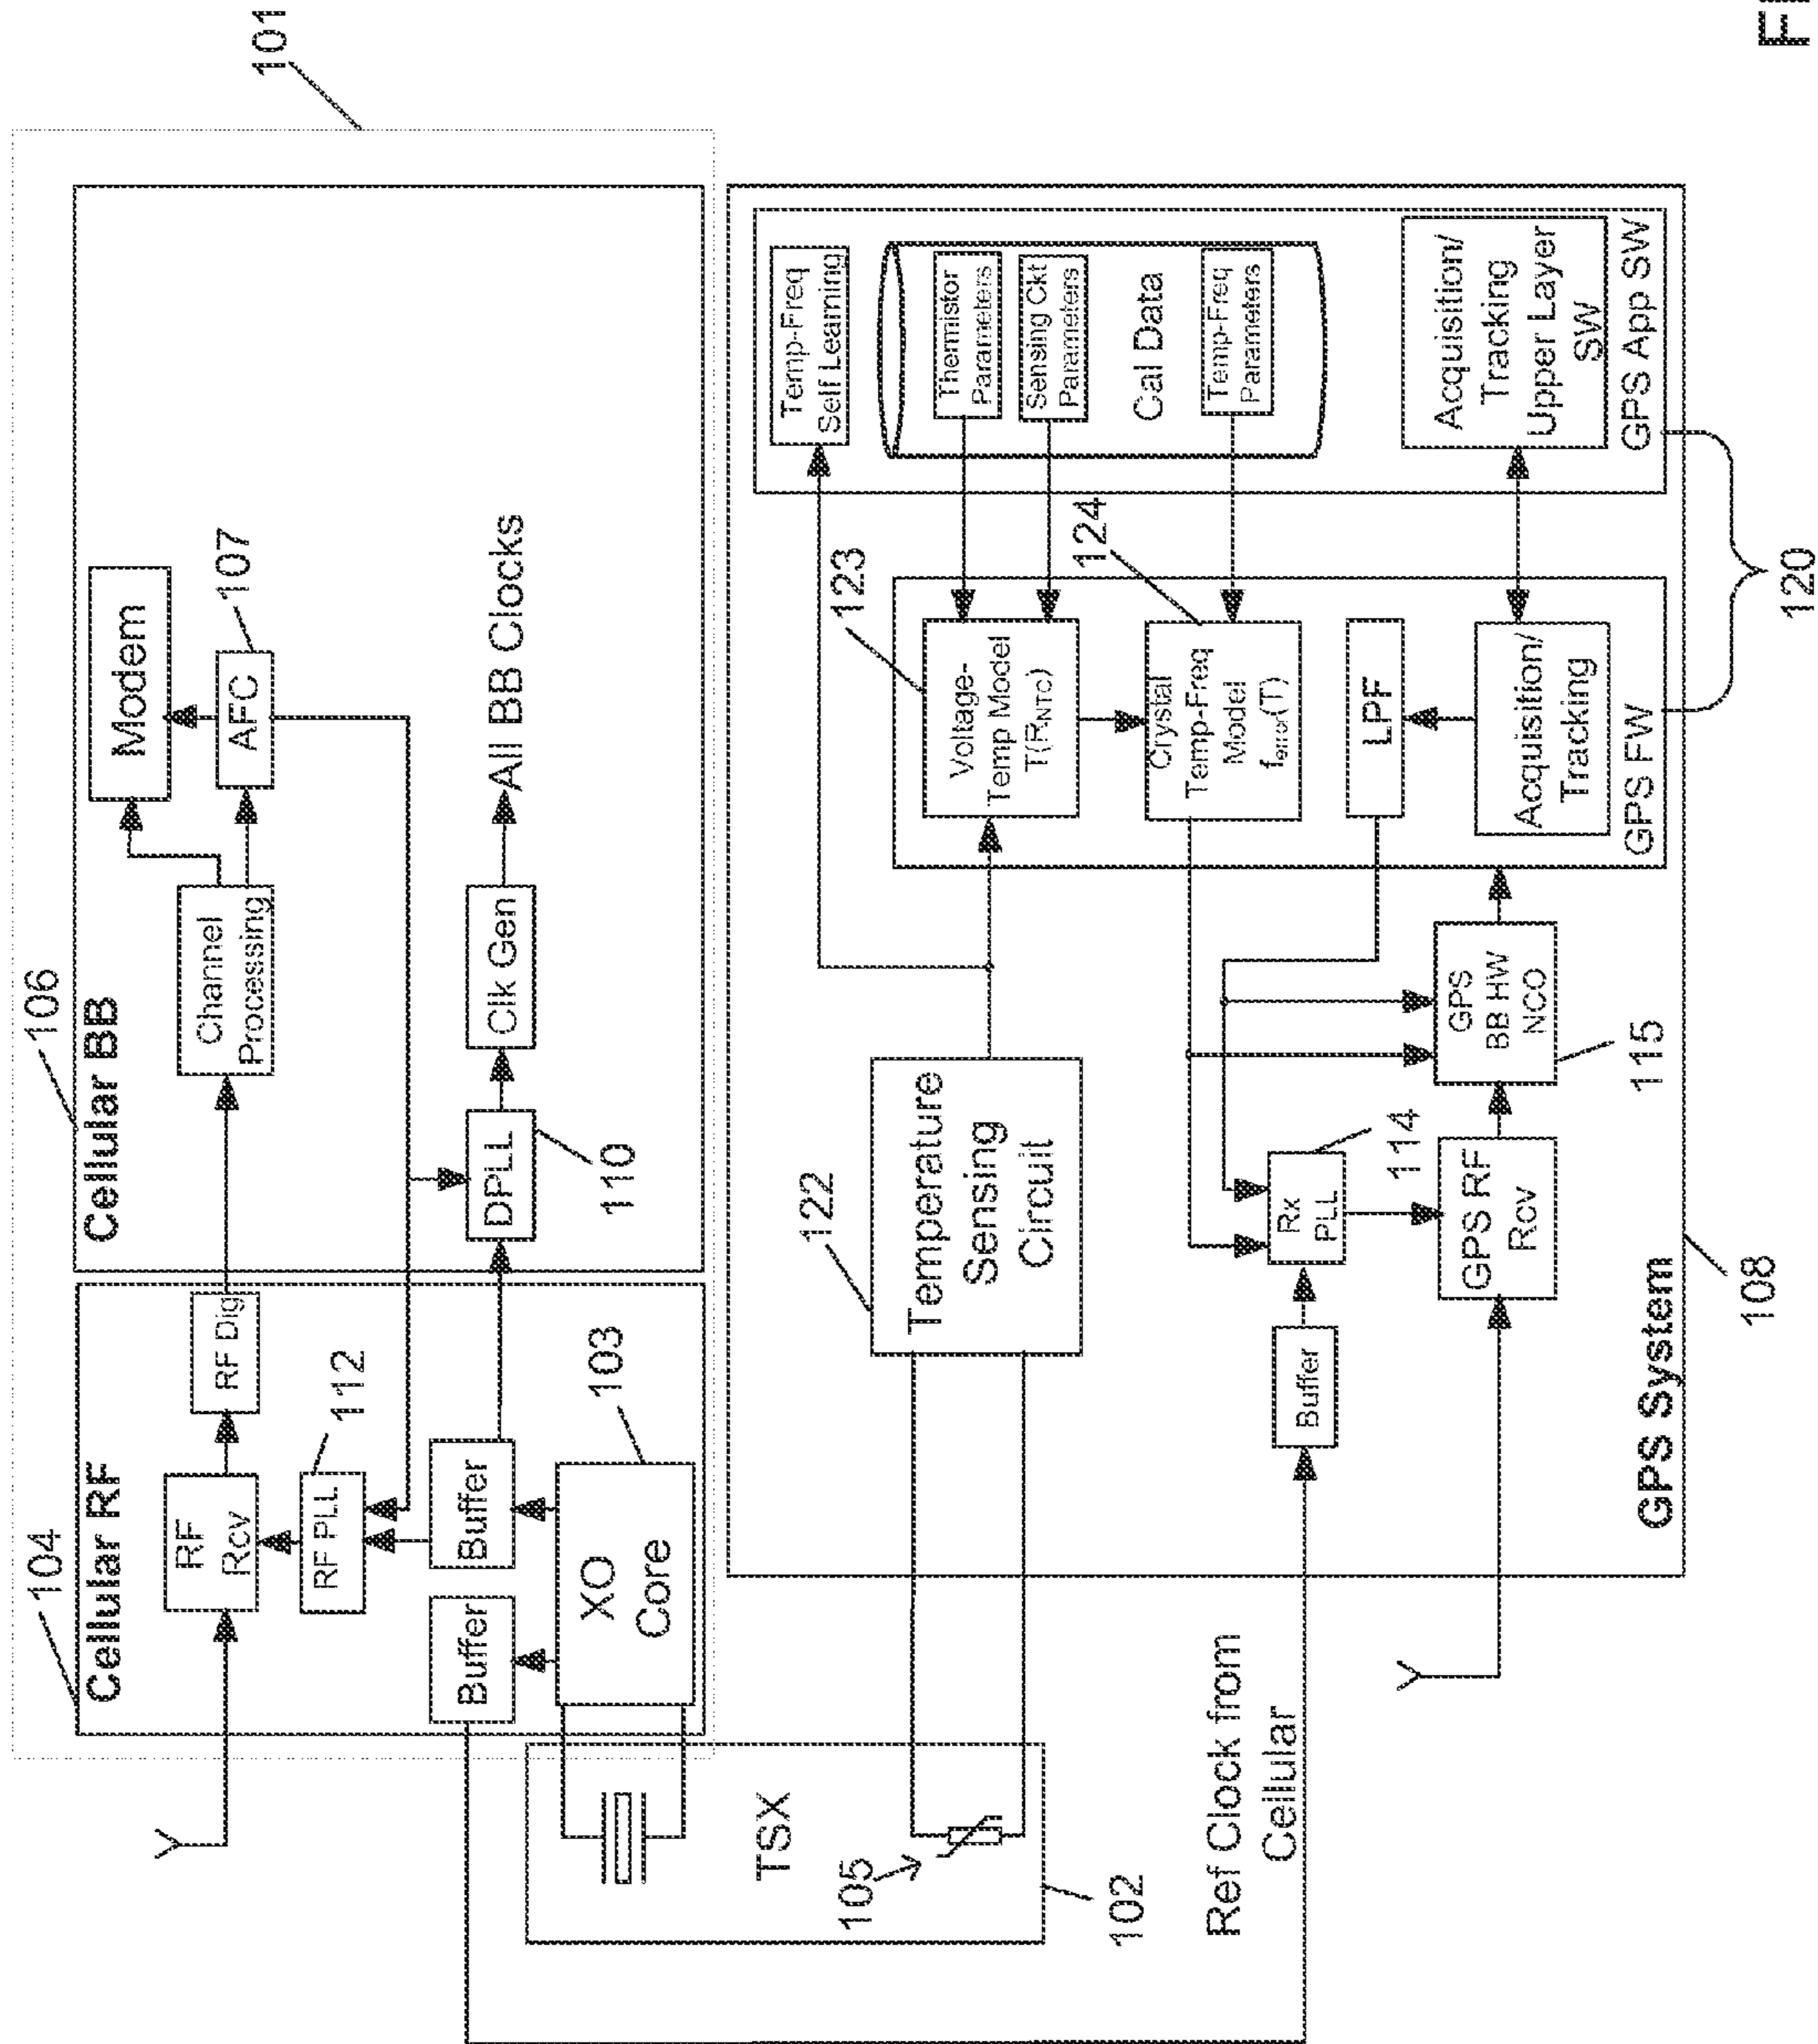 101
104
Cellular RF
RF
Rcv
RF Dig
RF PLL
112
Buffer
Buffer
XO
Core
103
106
Cellular BB
Channel
Processing
Modem
AFC
107
DPLL
110
Clk Gen
All BB Clocks
TSX
105
102
Ref Clock from
Cellular
GPS System
108
122
Temperature
Sensing
Circuit
Buffer
Rx
PLL
114
GPS RF
Rcv
GPS
BB HW
NCO
115
123
Voltage-
Temp Model
T(RNTC)
124
Crystal
Temp-Freq
Model
ferror(T)
LPF
Acquisition/
Tracking
GPS FW
Temp-Freq
Self Learning
Thermistor
Parameters
Sensing Ckt
Parameters
Cal Data
Temp-Freq
Parameters
Acquisition/
Tracking
Upper Layer
SW
GPS App SW
120